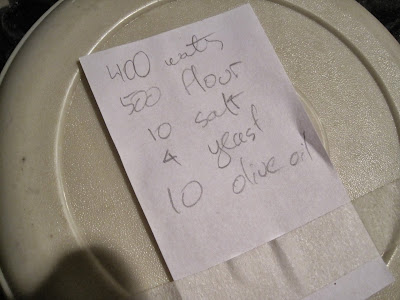 400 water
500 flour
10 salt
4 yeast
10 olive oil